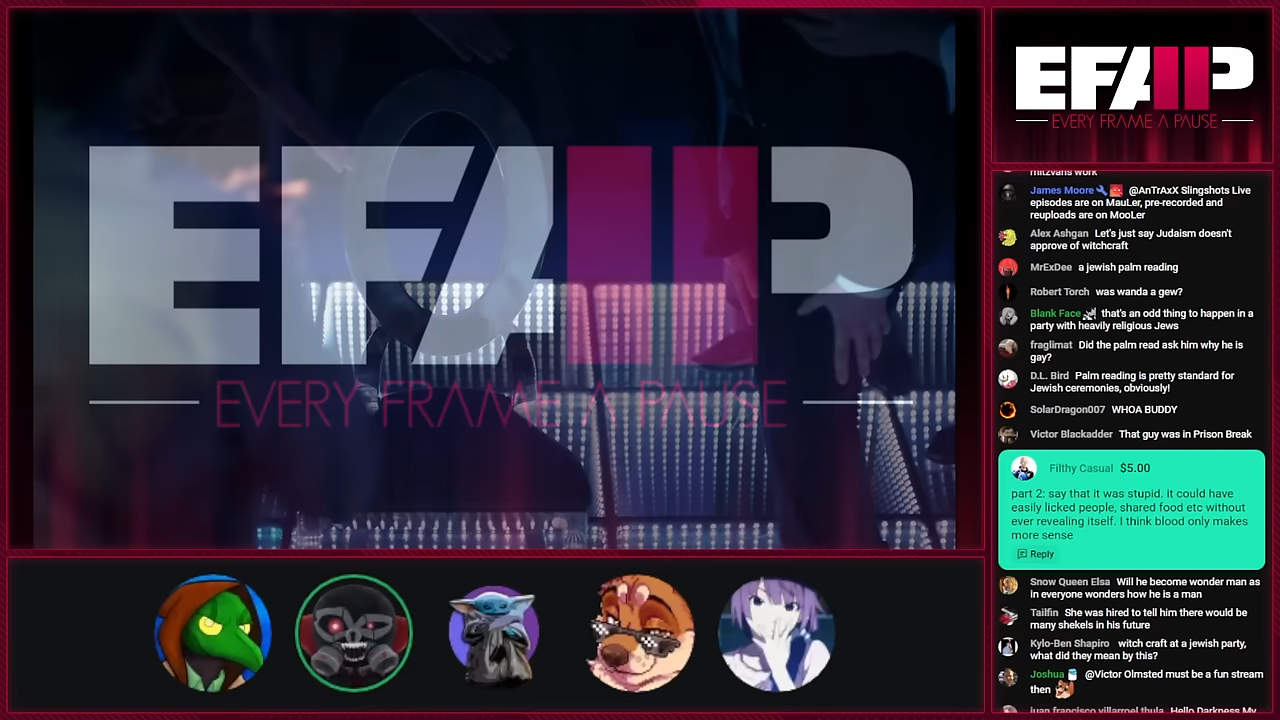 EFAP
EVERY FRAME A PAUSE
EFAP
EVERY FRAME A PAUSE
mitzvahs work
James Moore @AnTrAxX Slingshots Live
episodes are on MauLer, pre-recorded and
reuploads are on MooLer
Alex Ashgan Let's just say Judaism doesn't
approve of witchcraft
MrExDee a jewish palm reading
Robert Torch was wanda a gew?
Blank Face that's an odd thing to happen in a
party with heavily religious Jews
fraglimat Did the palm read ask him why he is
gay?
D.L. Bird Palm reading is pretty standard for
Jewish ceremonies, obviously!
SolarDragon007 WHOA BUDDY
Victor Blackadder That guy was in Prison Break
Filthy Casual $5.00
part 2: say that it was stupid. it could have
easily licked people, shared food etc without
ever revealing itself. I think blood only makes
more sense
Reply
Snow Queen Elsa Will he become wonder man as
in everyone wonders how he is a man
Tailfin She was hired to tell him there would be
many shekels in his future
Kylo-Ben Shapiro witch craft at a jewish party,
what did they mean by this?
Joshua @Victor Olmsted must be a fun stream
then
juan francisco villarroel thula Hello Darkness My